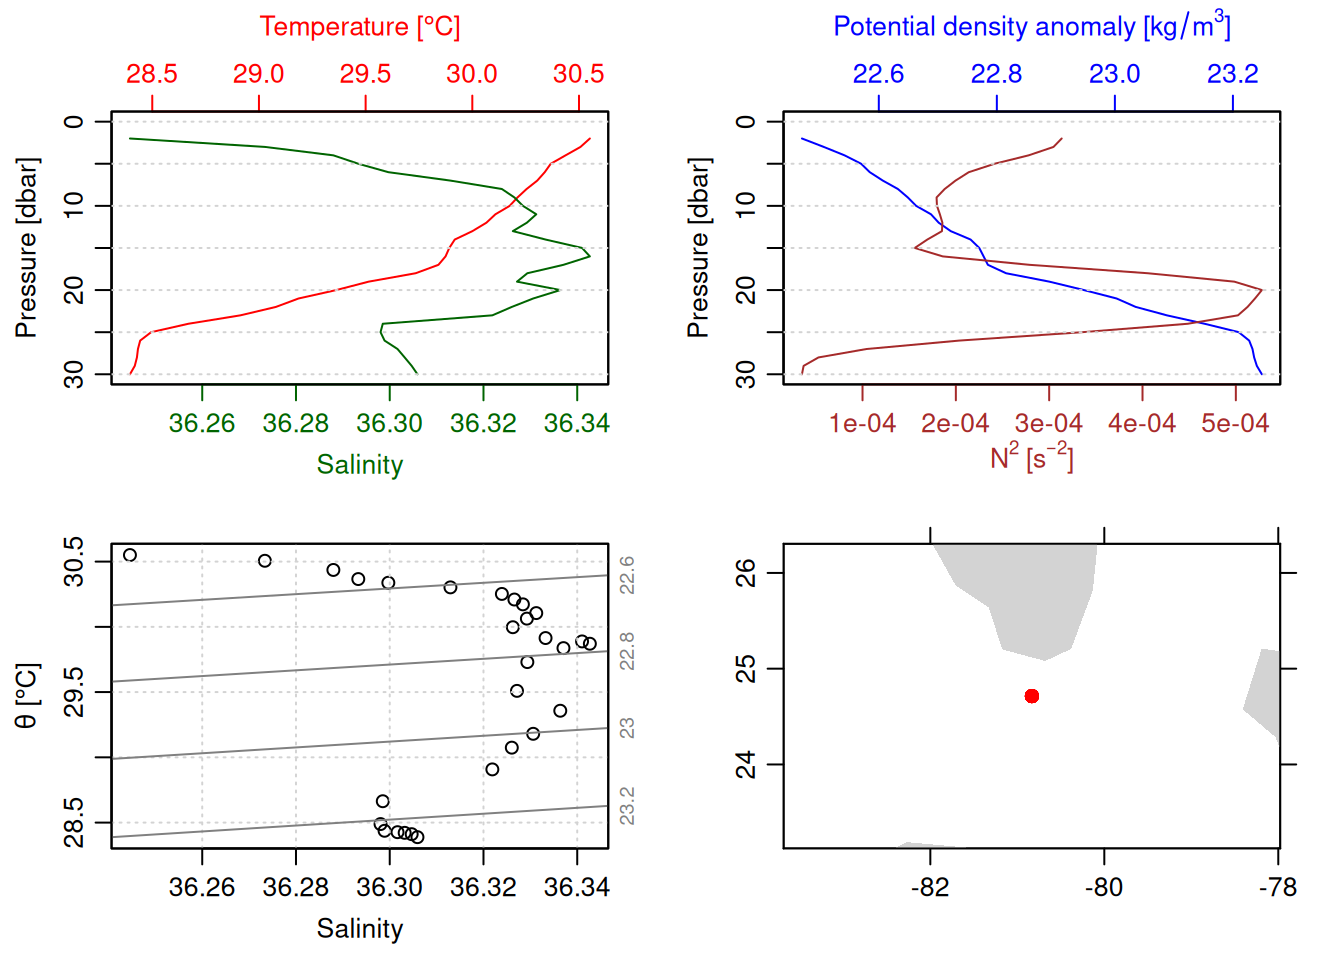 Temperature [°C]
28.5 29.0 29.5 30.0 30.5
Pressure [dbar]
0 10 20 30
36.26 36.28 36.30 36.32 36.34
Salinity
Potential density anomaly [kg/m³]
22.6 22.8 23.0 23.2
Pressure [dbar]
0 10 20 30
1e-04 2e-04 3e-04 4e-04 5e-04
N² [s⁻²]
θ [°C]
30.5 29.5 28.5
22.6 22.8 23 23.2
36.26 36.28 36.30 36.32 36.34
Salinity
26 25 24
-82 -80 -78